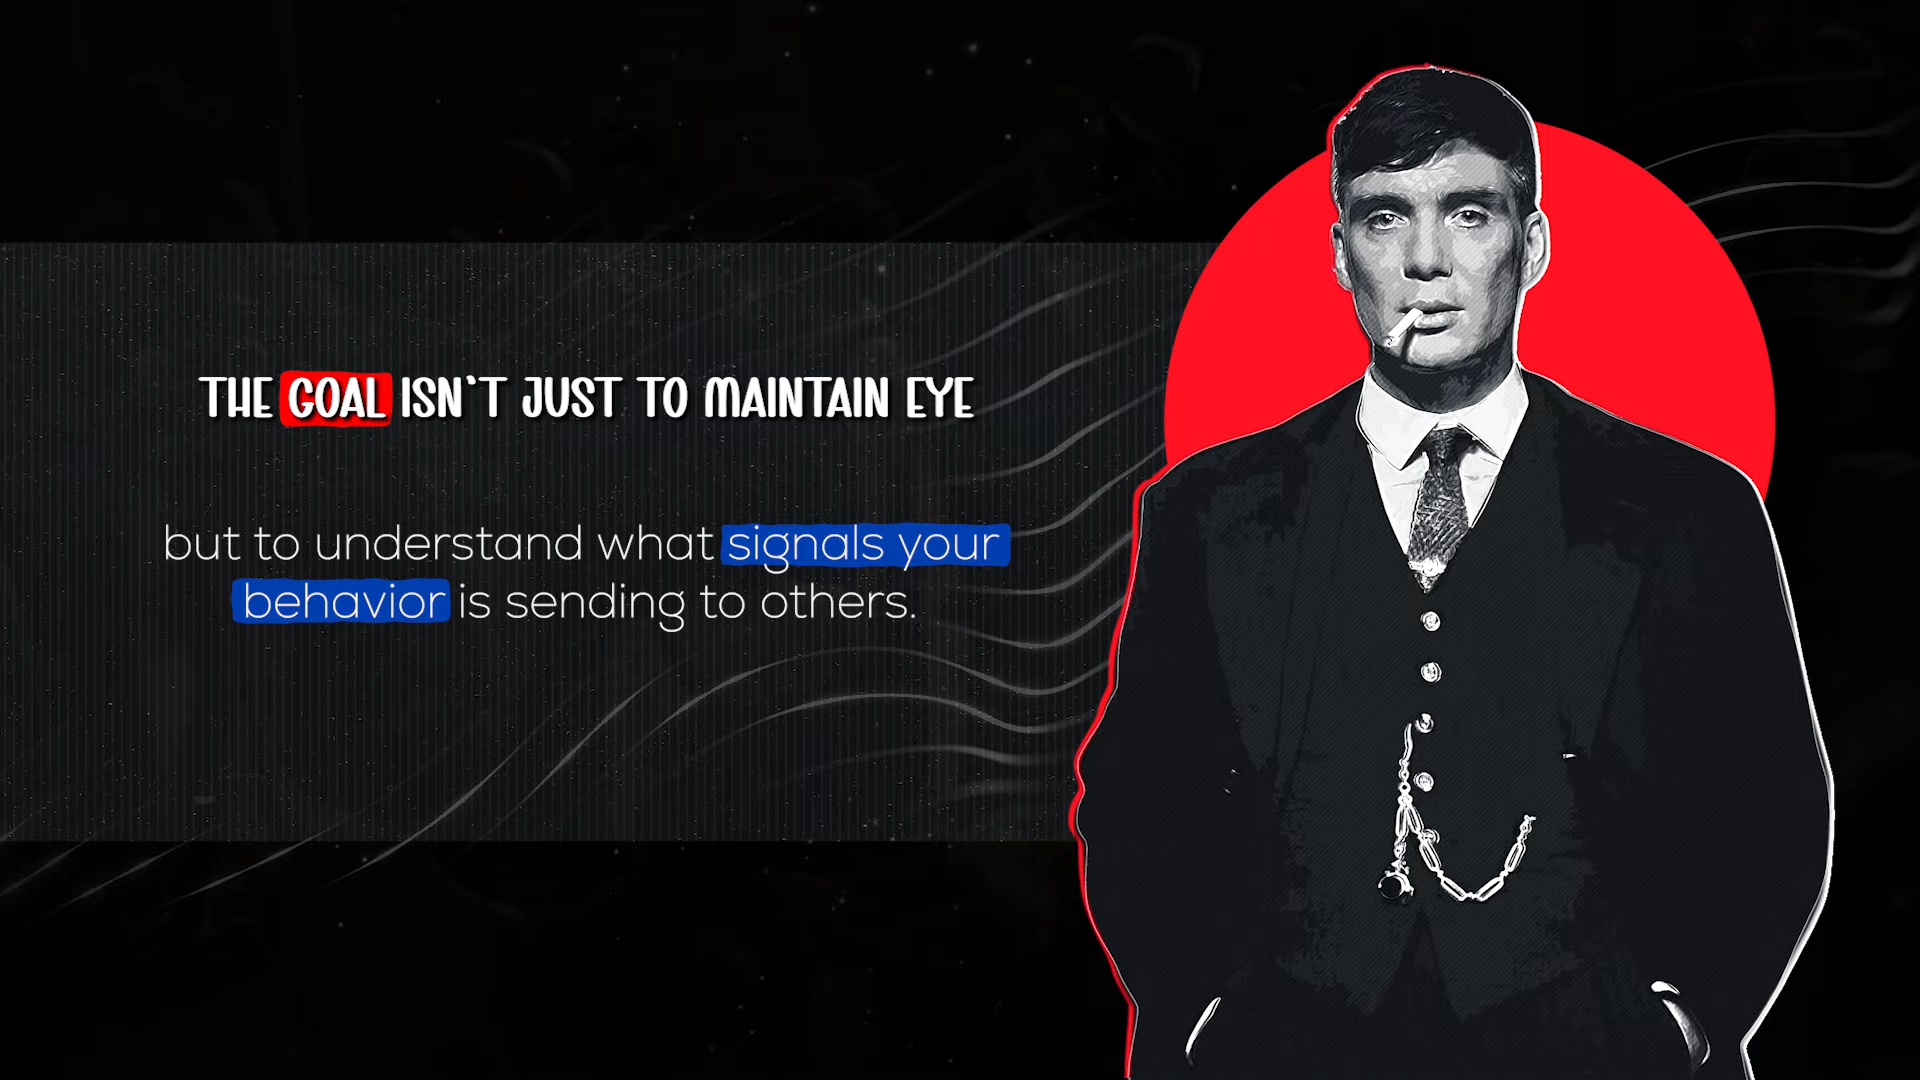 THE GOAL ISN'T JUST TO MAINTAIN EYE
but to understand what signals your
behavior is sending to others.